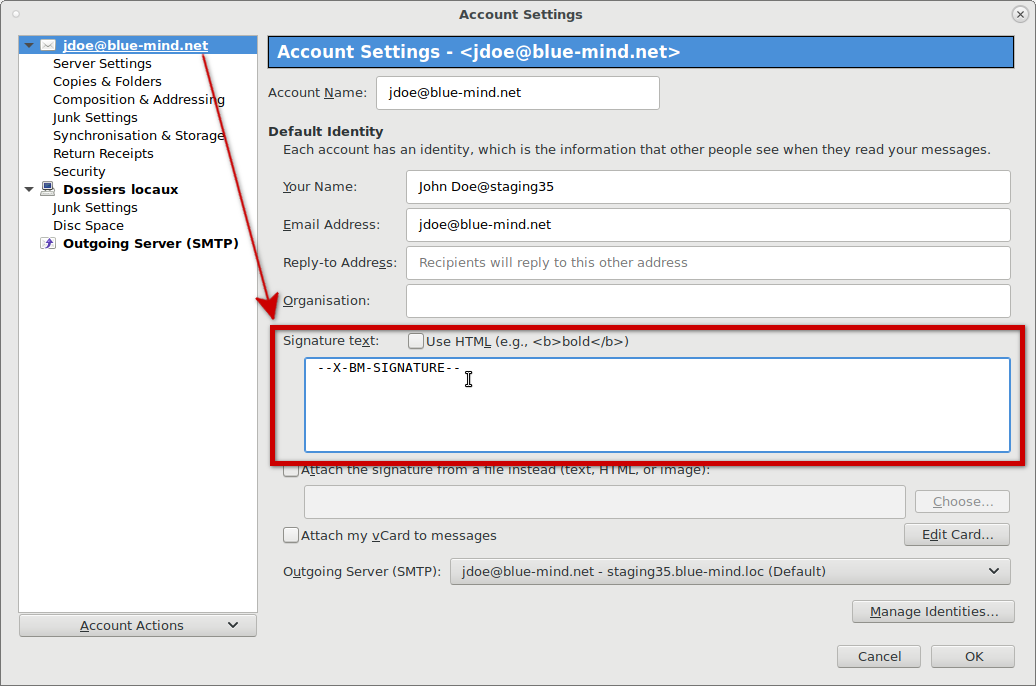 Account Settings
jdoe@blue-mind.net
Server Settings
Copies & Folders
Composition & Addressing
Junk Settings
Synchronisation & Storage
Return Receipts
Security
Dossiers locaux
Junk Settings
Disc Space
Outgoing Server (SMTP)
Account Actions
Account Settings - <jdoe@blue-mind.net>
Account Name: jdoe@blue-mind.net
Default Identity
Each account has an identity, which is the information that other people see when they read your messages.
Your Name: John Doe@staging35
Email Address: jdoe@blue-mind.net
Reply-to Address: Recipients will reply to this other address
Organisation:
Signature text: Use HTML (e.g., <b>bold</b>)
--X-BM-SIGNATURE--
Attach the signature from a file instead (text, HTML, or image):
Choose...
Attach my vCard to messages Edit Card...
Outgoing Server (SMTP): jdoe@blue-mind.net - staging35.blue-mind.loc (Default)
Manage Identities...
Cancel OK